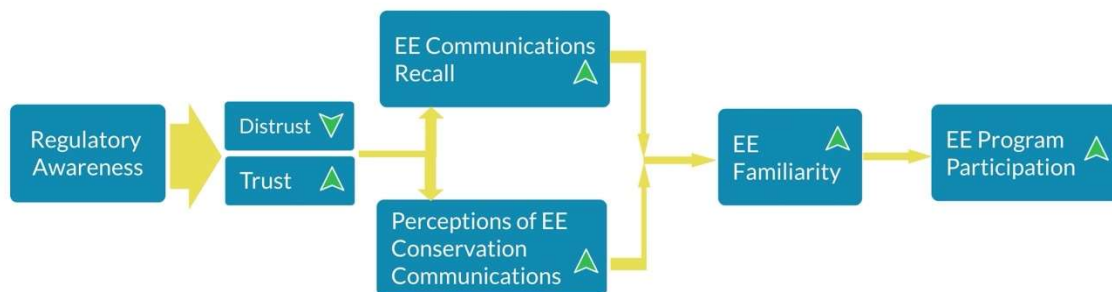 Regulatory
Awareness
Distrust
Trust
EE Communications
Recall
Perceptions of EE
Conservation
Communications
EE
Familiarity
EE Program
Participation